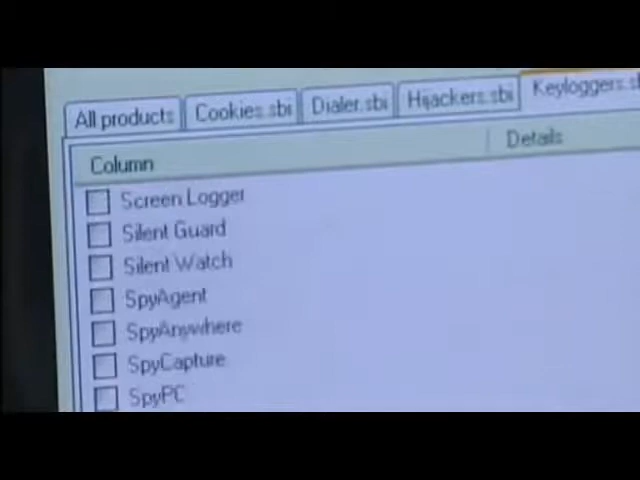 All products Cookies.sbi Dialer.sbi Hijackers.sbi Keyloggers.sb
Column Details
Screen Logger
Silent Guard
Silent Watch
SpyAgent
SpyAnywhere
SpyCapture
SpyPC